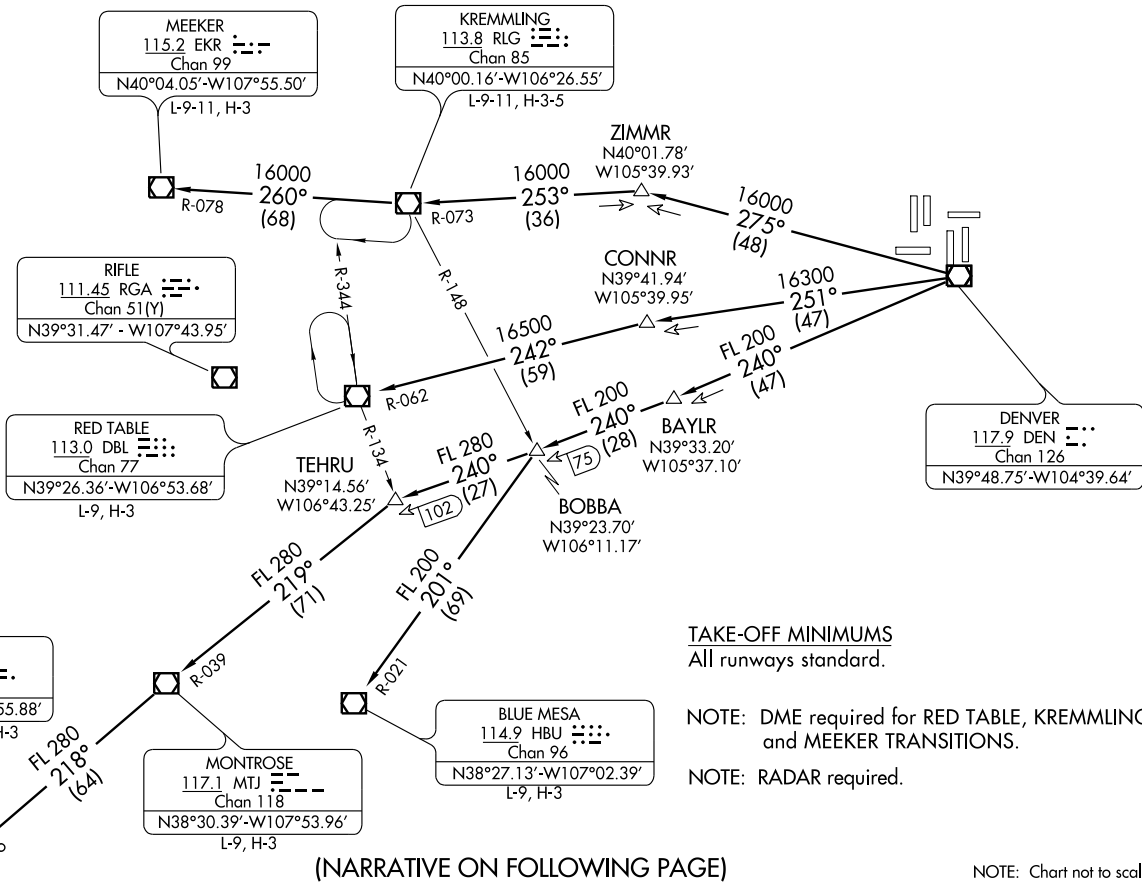 MEEKER
115.2 EKR
Chan 99
N40°04.05′-W107°55.50′
L-9-11, H-3
KREMMLING
113.8 RLG
Chan 85
N40°00.16′-W106°26.55′
L-9-11, H-3-5
ZIMMR
N40°01.78′
W105°39.93′
16000
260°
(68)
R-078
16000
253°
(36)
R-073
16000
275°
(48)
CONNR
N39°41.94′
W105°39.95′
16300
251°
(47)
RIFLE
111.45 RGA
Chan 51(Y)
N39°31.47′ - W107°43.95′
R-344
R-148
16500
242°
(59)
R-062
FL 200
240°
(47)
RED TABLE
113.0 DBL
Chan 77
N39°26.36′-W106°53.68′
L-9, H-3
R-134
TEHRU
N39°14.56′
W106°43.25′
FL 280
240°
(27)
102
FL 200
240°
(28)
75
BAYLR
N39°33.20′
W105°37.10′
BOBBA
N39°23.70′
W106°11.17′
DENVER
117.9 DEN
Chan 126
N39°48.75′-W104°39.64′
FL 280
219°
(71)
R-039
FL 200
201°
(69)
R-021
55.88′
H-3
FL 280
218°
(64)
MONTROSE
117.1 MTJ
Chan 118
N38°30.39′-W107°53.96′
L-9, H-3
BLUE MESA
114.9 HBU
Chan 96
N38°27.13′-W107°02.39′
L-9, H-3
TAKE-OFF MINIMUMS
All runways standard.
NOTE: DME required for RED TABLE, KREMMLING
and MEEKER TRANSITIONS.
NOTE: RADAR required.
(NARRATIVE ON FOLLOWING PAGE)
NOTE: Chart not to scal